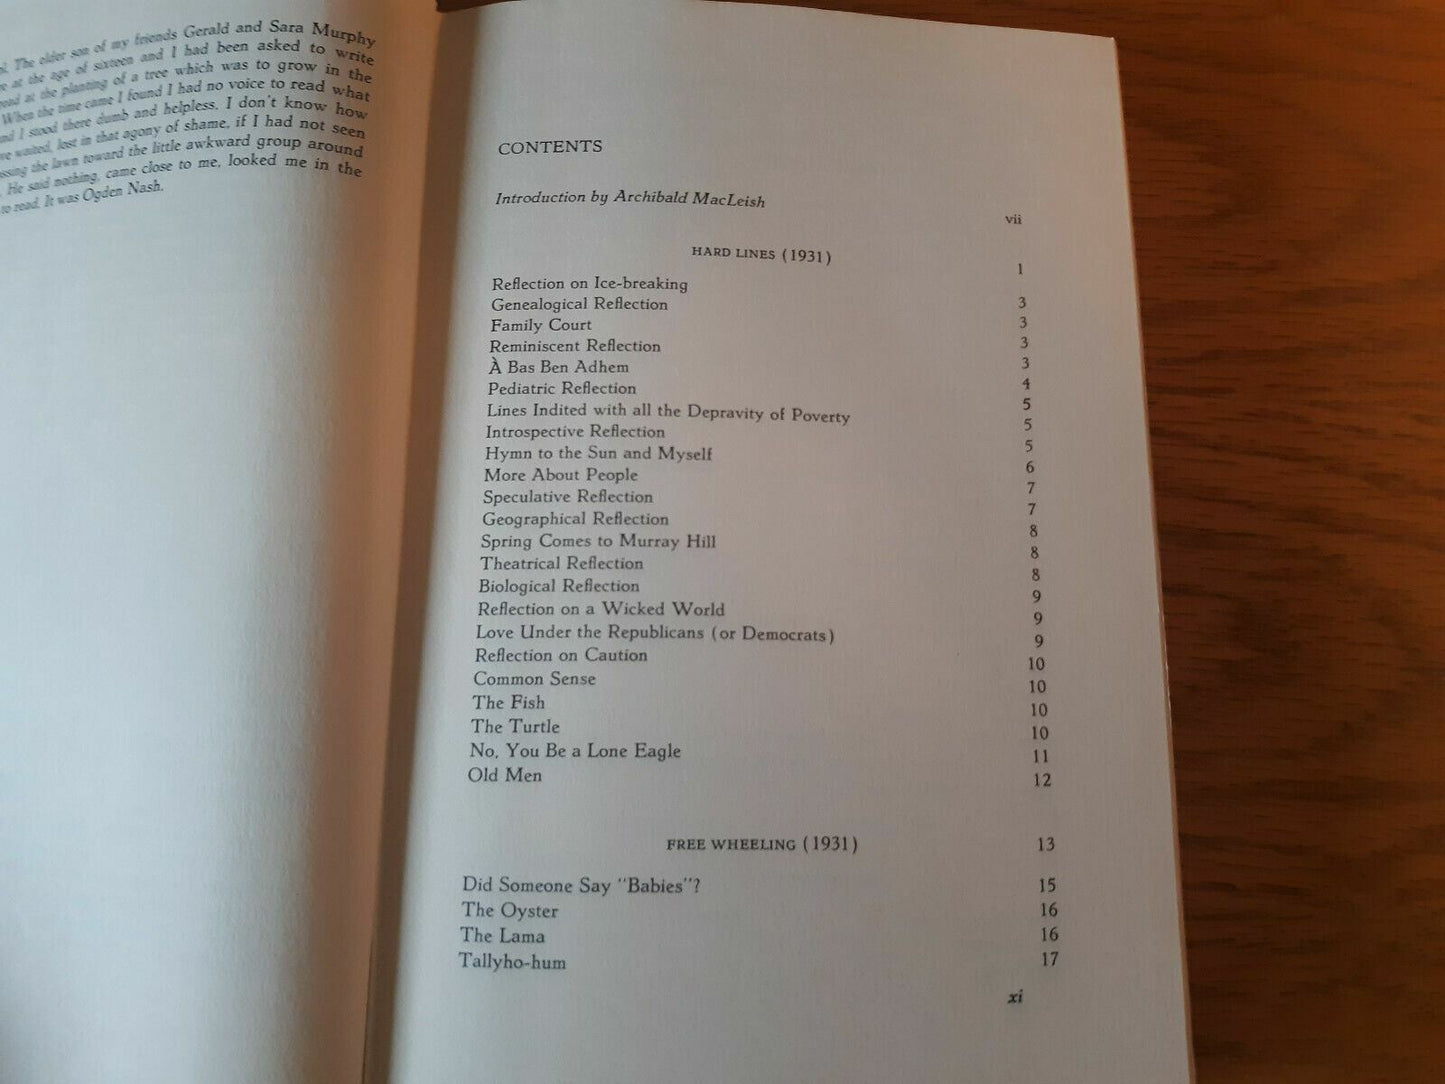 The elder son of my friends Gerald and Sara Murphy
at the age of sixteen and I had been asked to write
at the planting of a tree which was to grow in the
When the time came I found I had no voice to read what
I stood there dumb and helpless. I don't know how
waited, lost in that agony of shame, if I had not seen
the lawn toward the little awkward group around
He said nothing, came close to me, looked me in the
to read. It was Ogden Nash.
CONTENTS
Introduction by Archibald MacLeish vii
HARD LINES (1931) 1
Reflection on Ice-breaking 3
Genealogical Reflection 3
Family Court 3
Reminiscent Reflection 3
À Bas Ben Adhem 4
Pediatric Reflection 5
Lines Indited with all the Depravity of Poverty 5
Introspective Reflection 5
Hymn to the Sun and Myself 6
More About People 7
Speculative Reflection 7
Geographical Reflection 8
Spring Comes to Murray Hill 8
Theatrical Reflection 8
Biological Reflection 9
Reflection on a Wicked World 9
Love Under the Republicans (or Democrats) 9
Reflection on Caution 10
Common Sense 10
The Fish 10
The Turtle 10
No, You Be a Lone Eagle 11
Old Men 12
FREE WHEELING (1931) 13
Did Someone Say "Babies"? 15
The Oyster 16
The Lama 16
Tallyho-hum 17
xi